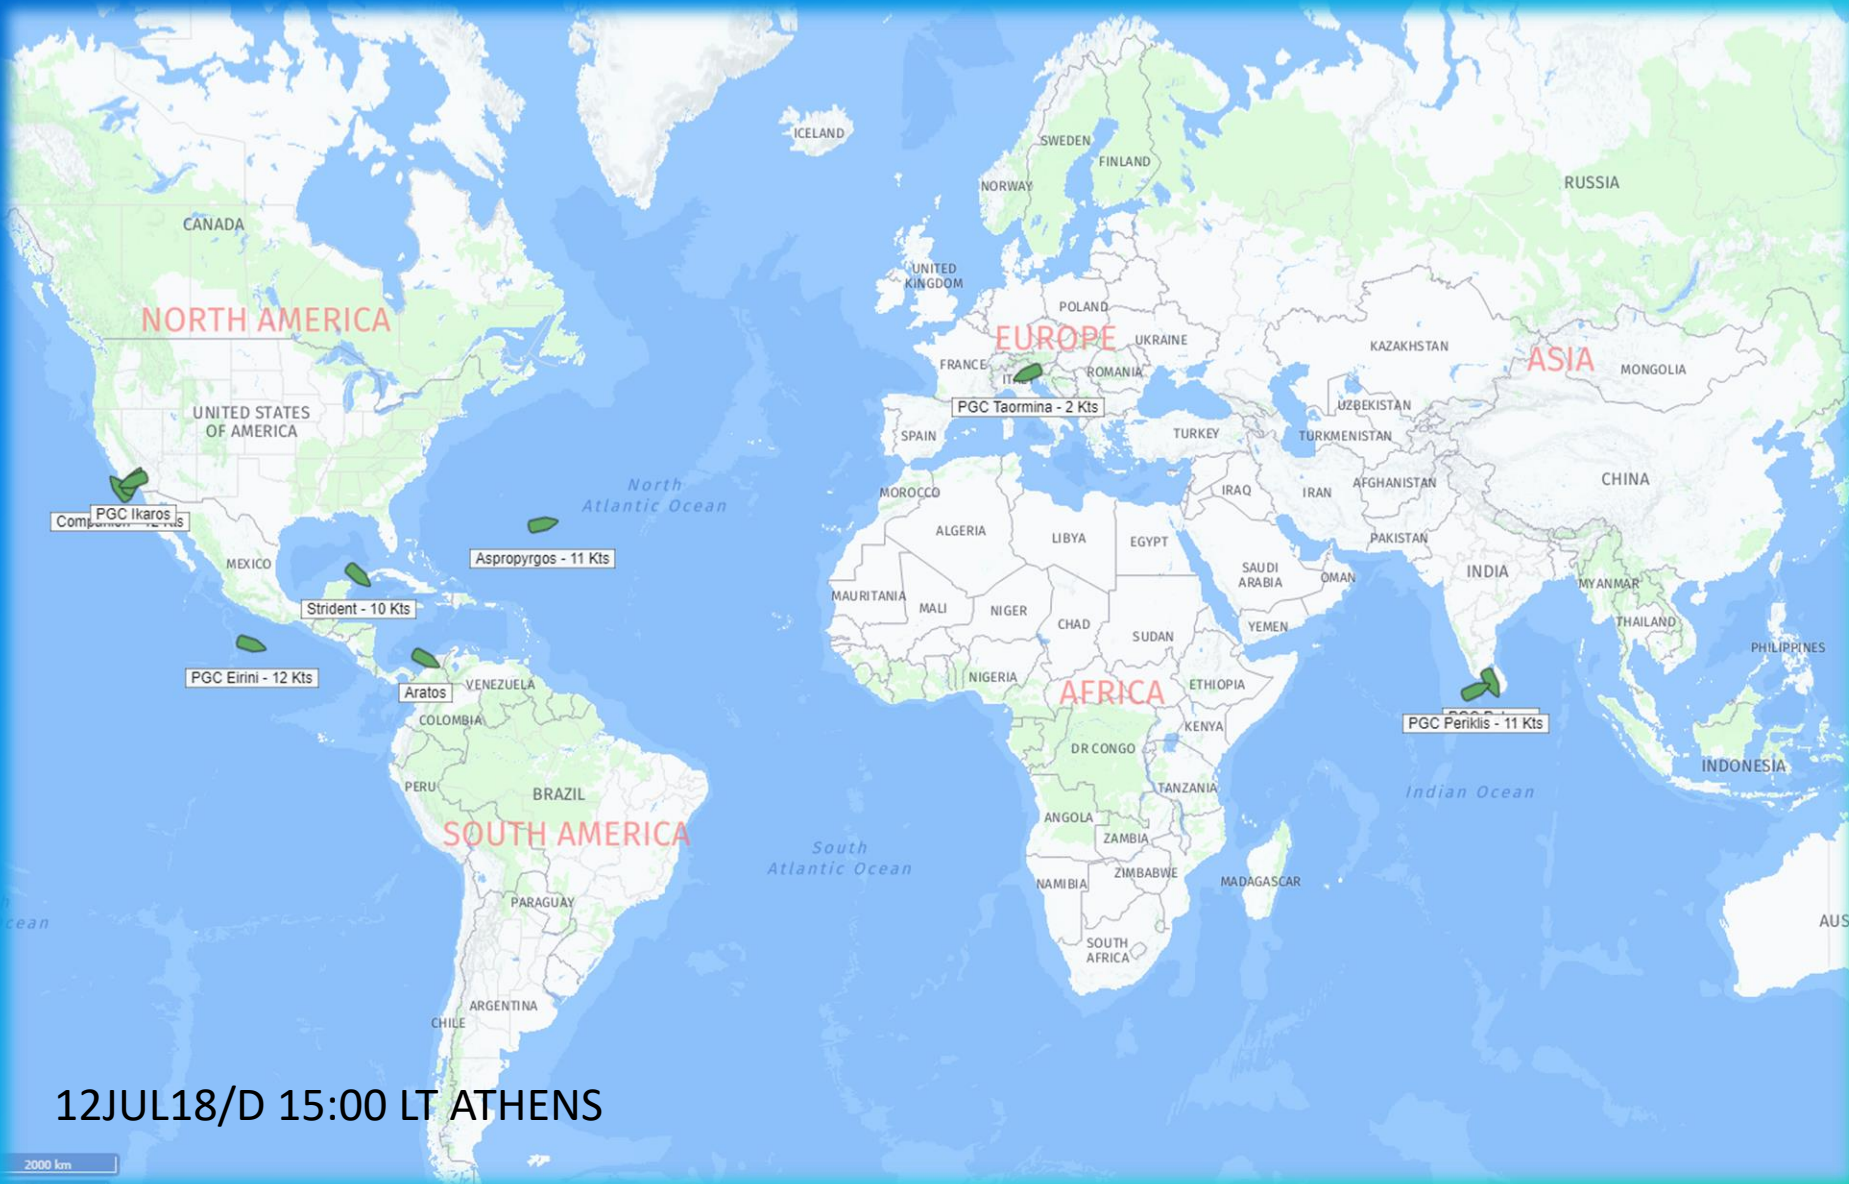 ICELAND
SWEDEN
FINLAND
NORWAY
RUSSIA
CANADA
UNITED
KINGDOM
NORTH AMERICA
POLAND
EUROPE
UKRAINE
KAZAKHSTAN
ASIA
MONGOLIA
FRANCE
ROMANIA
PGC Taormina - 2 Kts
UZBEKISTAN
UNITED STATES
OF AMERICA
SPAIN
TURKEY
TURKMENISTAN
CHINA
AFGHANISTAN
North
Atlantic Ocean
MOROCCO
IRAQ
IRAN
PGC Ikaros
Aspropyrgos - 11 Kts
ALGERIA
LIBYA
EGYPT
PAKISTAN
MEXICO
SAUDI
ARABIA
OMAN
INDIA
MYANMAR
Strident - 10 Kts
MAURITANIA
MALI
NIGER
CHAD
SUDAN
YEMEN
THAILAND
PHILIPPINES
PGC Eirini - 12 Kts
Aratos
VENEZUELA
NIGERIA
AFRICA
ETHIOPIA
COLOMBIA
KENYA
PGC Periklis - 11 Kts
DR CONGO
INDONESIA
PERU
BRAZIL
TANZANIA
Indian Ocean
SOUTH AMERICA
ANGOLA
ZAMBIA
South
Atlantic Ocean
ZIMBABWE
NAMIBIA
MADAGASCAR
PARAGUAY
cean
AUS
SOUTH
AFRICA
ARGENTINA
CHILE
12JUL18/D 15:00 LT ATHENS
2000 km